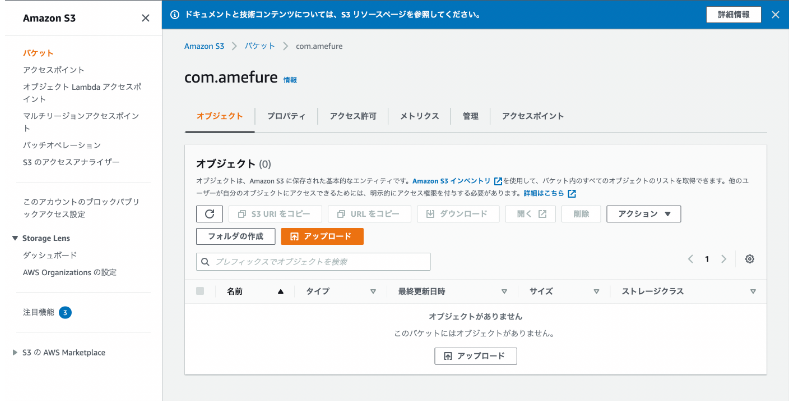 Amazon S3
バケット
アクセスポイント
オブジェクト Lambda アクセスポ
イント
マルチリージョンアクセスポイン
ト
バッチオペレーション
S3 のアクセスアナライザー
このアカウントのブロックパブリ
ックアクセス設定
Storage Lens
ダッシュボード
AWS Organizations の設定
注目機能 3
S3 の AWS Marketplace
ドキュメントと技術コンテンツについては、S3 リソースページを参照してください。 詳細情報
Amazon S3 バケット com.amefure
com.amefure 情報
オブジェクト プロパティ アクセス許可 メトリクス 管理 アクセスポイント
オブジェクト (0)
オブジェクトは、Amazon S3 に保存された基本的なエンティティです。Amazon S3 インベントリ を使用して、バケット内のすべてのオブジェクトのリストを取得できます。他のユ
ーザーが自分のオブジェクトにアクセスできるためには、明示的にアクセス権限を付与する必要があります。詳細はこちら
S3 URI をコピー URL をコピー ダウンロード 開く 削除 アクション
フォルダの作成 アップロード
プレフィックスでオブジェクトを検索 1
名前 タイプ 最終更新日時 サイズ ストレージクラス
オブジェクトがありません
このバケットにはオブジェクトがありません。
アップロード